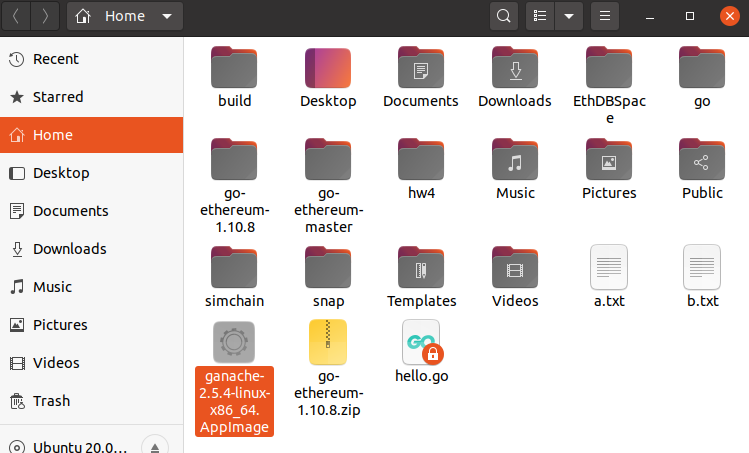 Home
Recent
Starred
Home
Desktop
Documents
Downloads
Music
Pictures
Videos
Trash
Ubuntu 20.0...
build
Desktop
Documents
Downloads
EthDBSpac
e
go
go-
ethereum-
1.10.8
go-
ethereum-
master
hw4
Music
Pictures
Public
simchain
snap
Templates
Videos
a.txt
b.txt
ganache-
2.5.4-linux-
x86_64.
AppImage
go-
ethereum-
1.10.8.zip
GO
hello.go